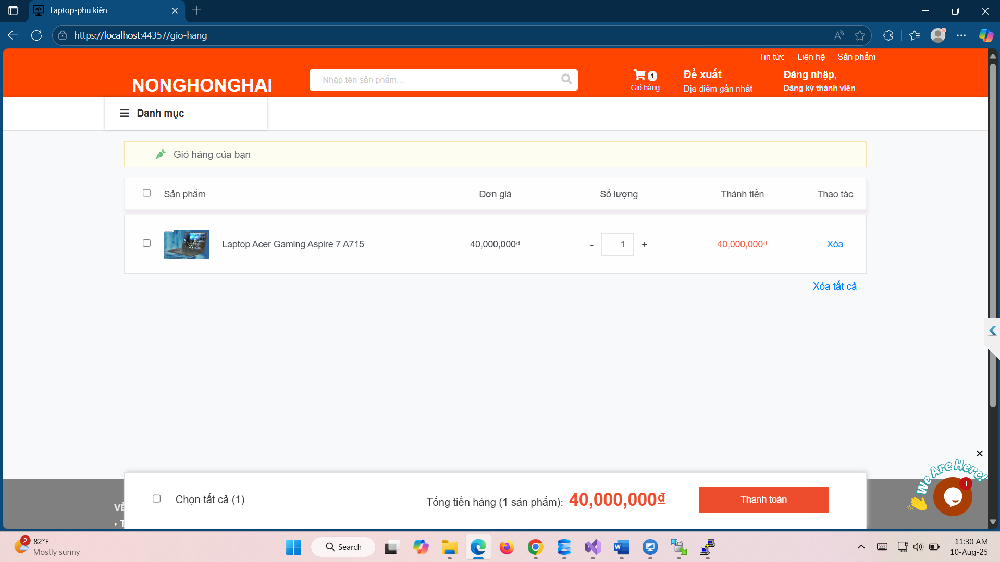 Laptop-phụ kiện
https://localhost:44357/gio-hang
Tin tức Liên hệ Sản phẩm
NONGHONGHAI
Nhập tên sản phẩm...
1
Giỏ hàng
Đề xuất
Địa điểm gần nhất
Đăng nhập,
Đăng ký thành viên
Danh mục
Giỏ hàng của bạn
Sản phẩm Đơn giá Số lượng Thành tiền Thao tác
Laptop Acer Gaming Aspire 7 A715 40,000,000₫ - 1 + 40,000,000₫ Xóa
Xóa tất cả
We Are Here!
1
Chọn tất cả (1) Tổng tiền hàng (1 sản phẩm): 40,000,000₫ Thanh toán
2
82°F
Mostly sunny
Search
11:30 AM
10-Aug-25